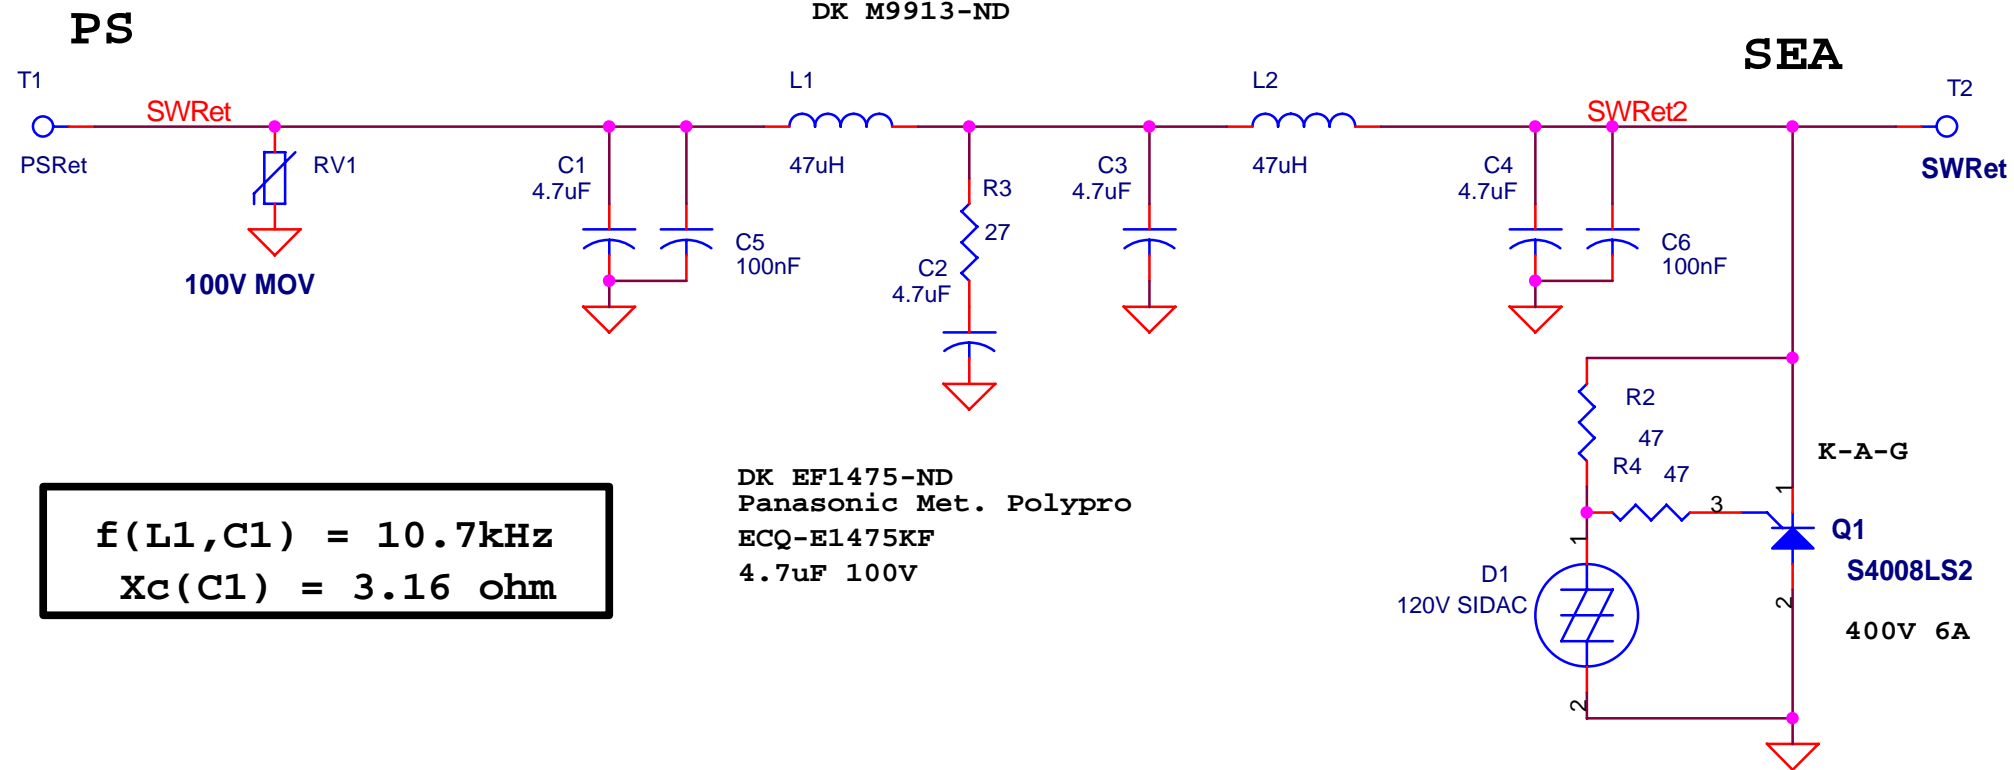 DK M9913-ND
PS
SEA
T1
L1
L2
T2
SWRet
SWRet2
PSRet
RV1
C1
4.7uF
47uH
C3
4.7uF
47uH
C4
4.7uF
SWRet
R3
27
C5
100nF
C6
100nF
C2
4.7uF
100V MOV
R2
47
K-A-G
R4
47
DK EF1475-ND
Panasonic Met. Polypro
ECQ-E1475KF
4.7uF 100V
3
1
Q1
S4008LS2
f(L1,C1) = 10.7kHz
Xc(C1) = 3.16 ohm
1
D1
120V SIDAC
2
400V 6A
2